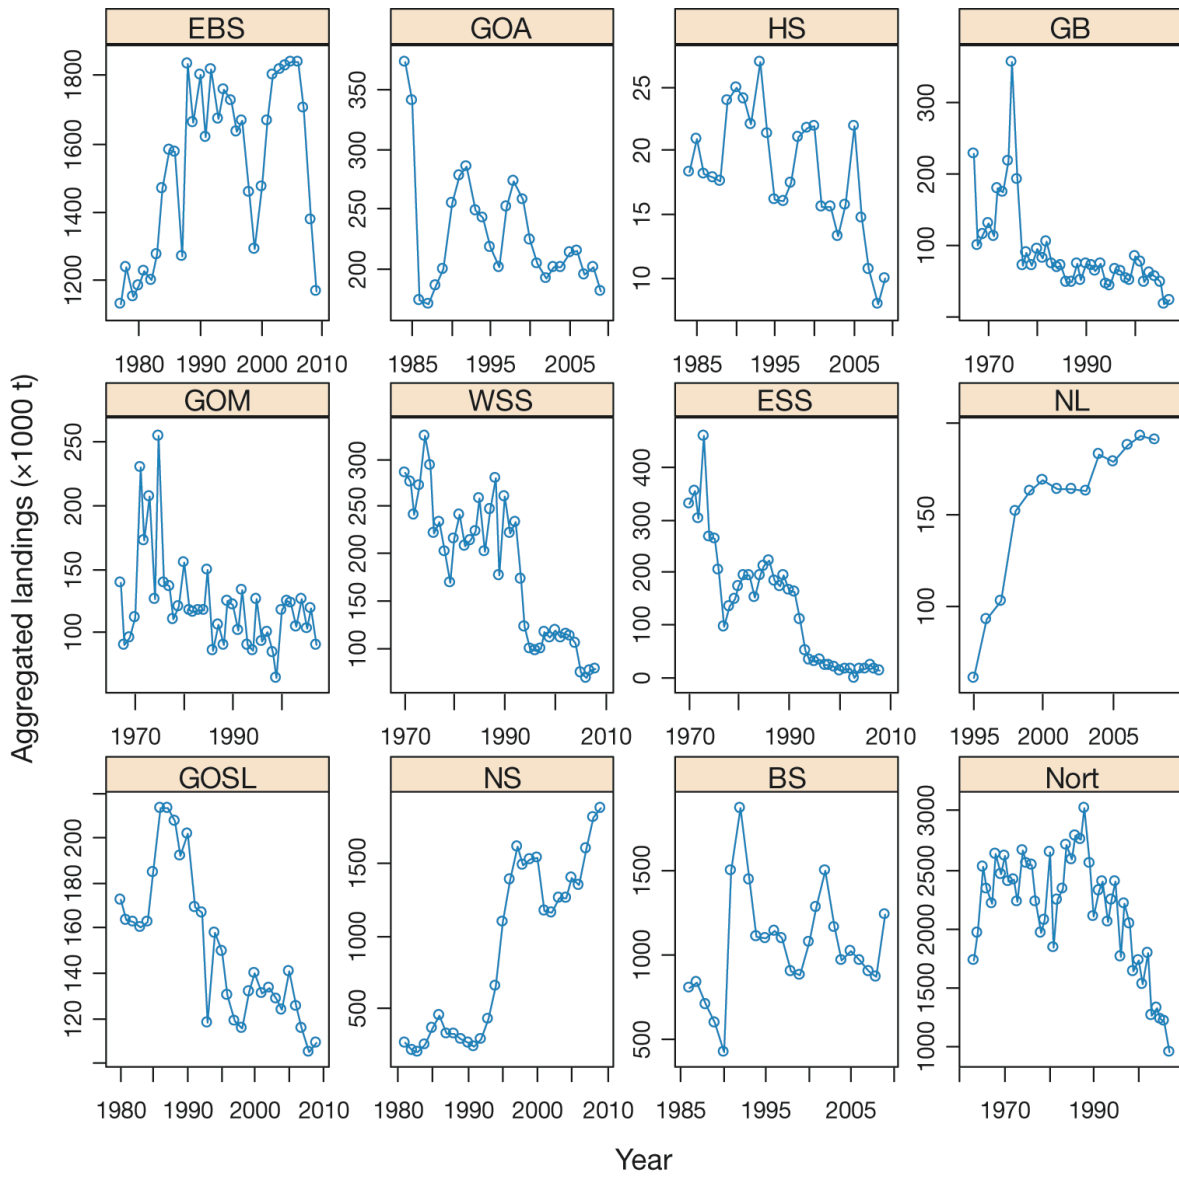 EBS GOA HS GB
1200 1400 1600 1800
200 250 300 350
10 15 20 25
100 200 300
1980 1990 2000 2010
1985 1995 2005
1985 1995 2005
1970 1990
GOM WSS ESS NL
100 150 200 250
100 150 200 250 300
0 100 200 300 400
100 150
1970 1990
1970 1990 2010
1970 1990 2010
1995 2000 2005
GOSL NS BS Nort
120 140 160 180 200
500 1000 1500
500 1000 1500
1000 1500 2000 2500 3000
1980 1990 2000 2010
1980 1990 2000 2010
1985 1995 2005
1970 1990
Aggregated landings (×1000 t)
Year